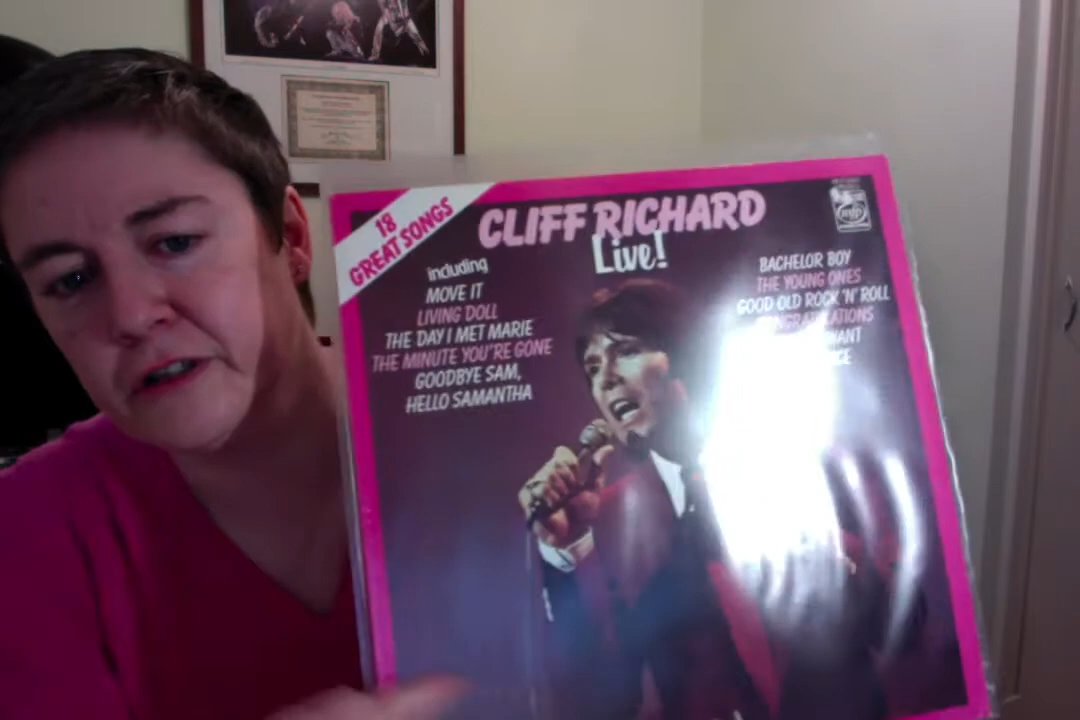 18
GREAT SONGS
CLIFF RICHARD
Live!
mfp
including
MOVE IT
LIVING DOLL
THE DAY I MET MARIE
THE MINUTE YOU'RE GONE
GOODBYE SAM,
HELLO SAMANTHA
BACHELOR BOY
THE YOUNG ONES
GOOD OLD ROCK 'N' ROLL